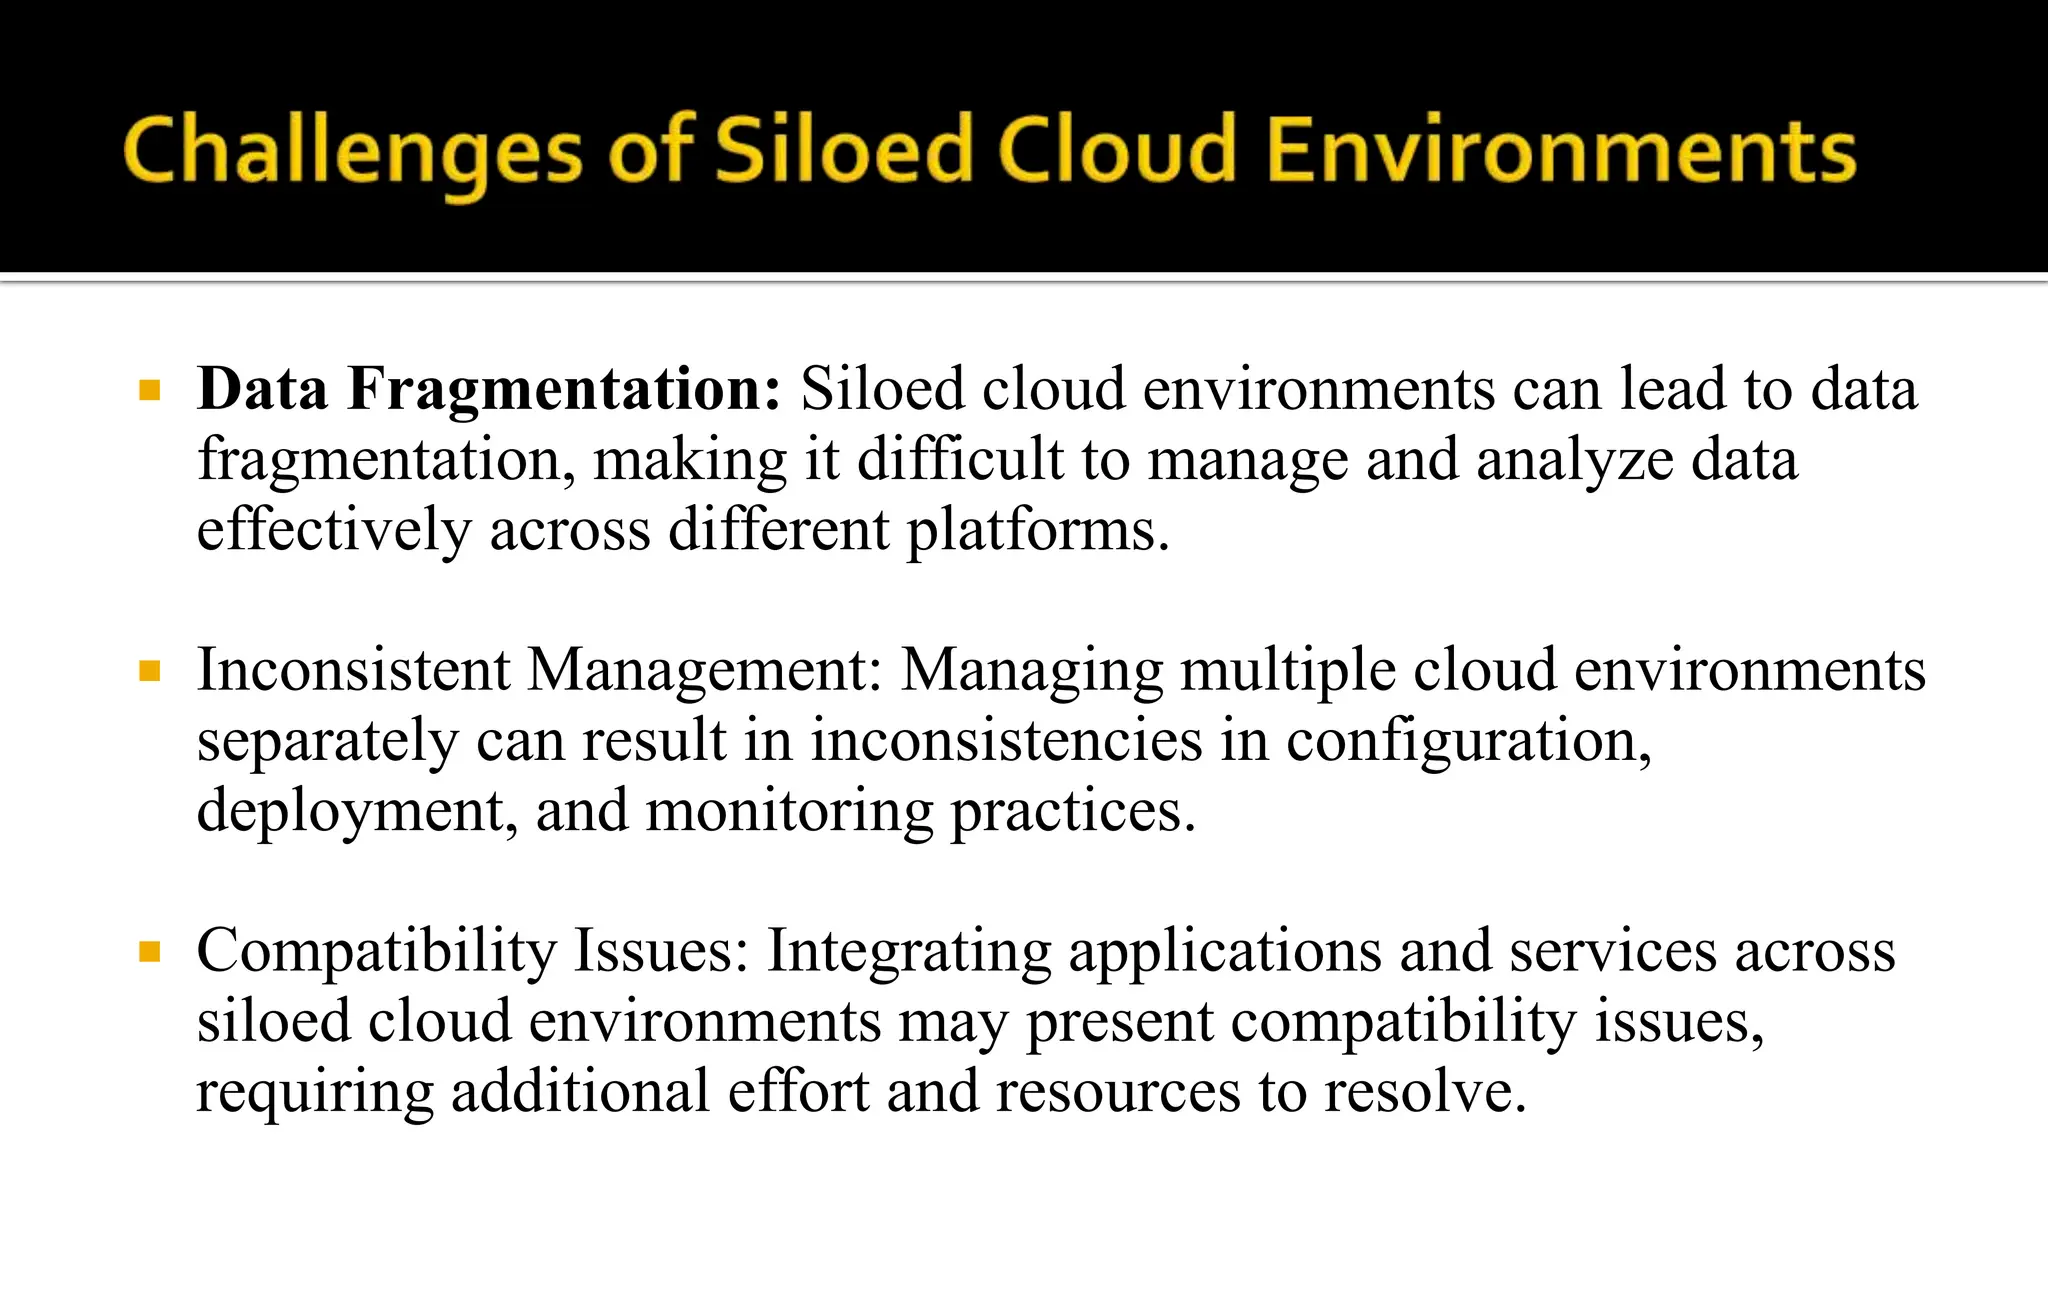 Challenges of Siloed Cloud Environments
Data Fragmentation: Siloed cloud environments can lead to data
fragmentation, making it difficult to manage and analyze data
effectively across different platforms.
Inconsistent Management: Managing multiple cloud environments
separately can result in inconsistencies in configuration,
deployment, and monitoring practices.
Compatibility Issues: Integrating applications and services across
siloed cloud environments may present compatibility issues,
requiring additional effort and resources to resolve.